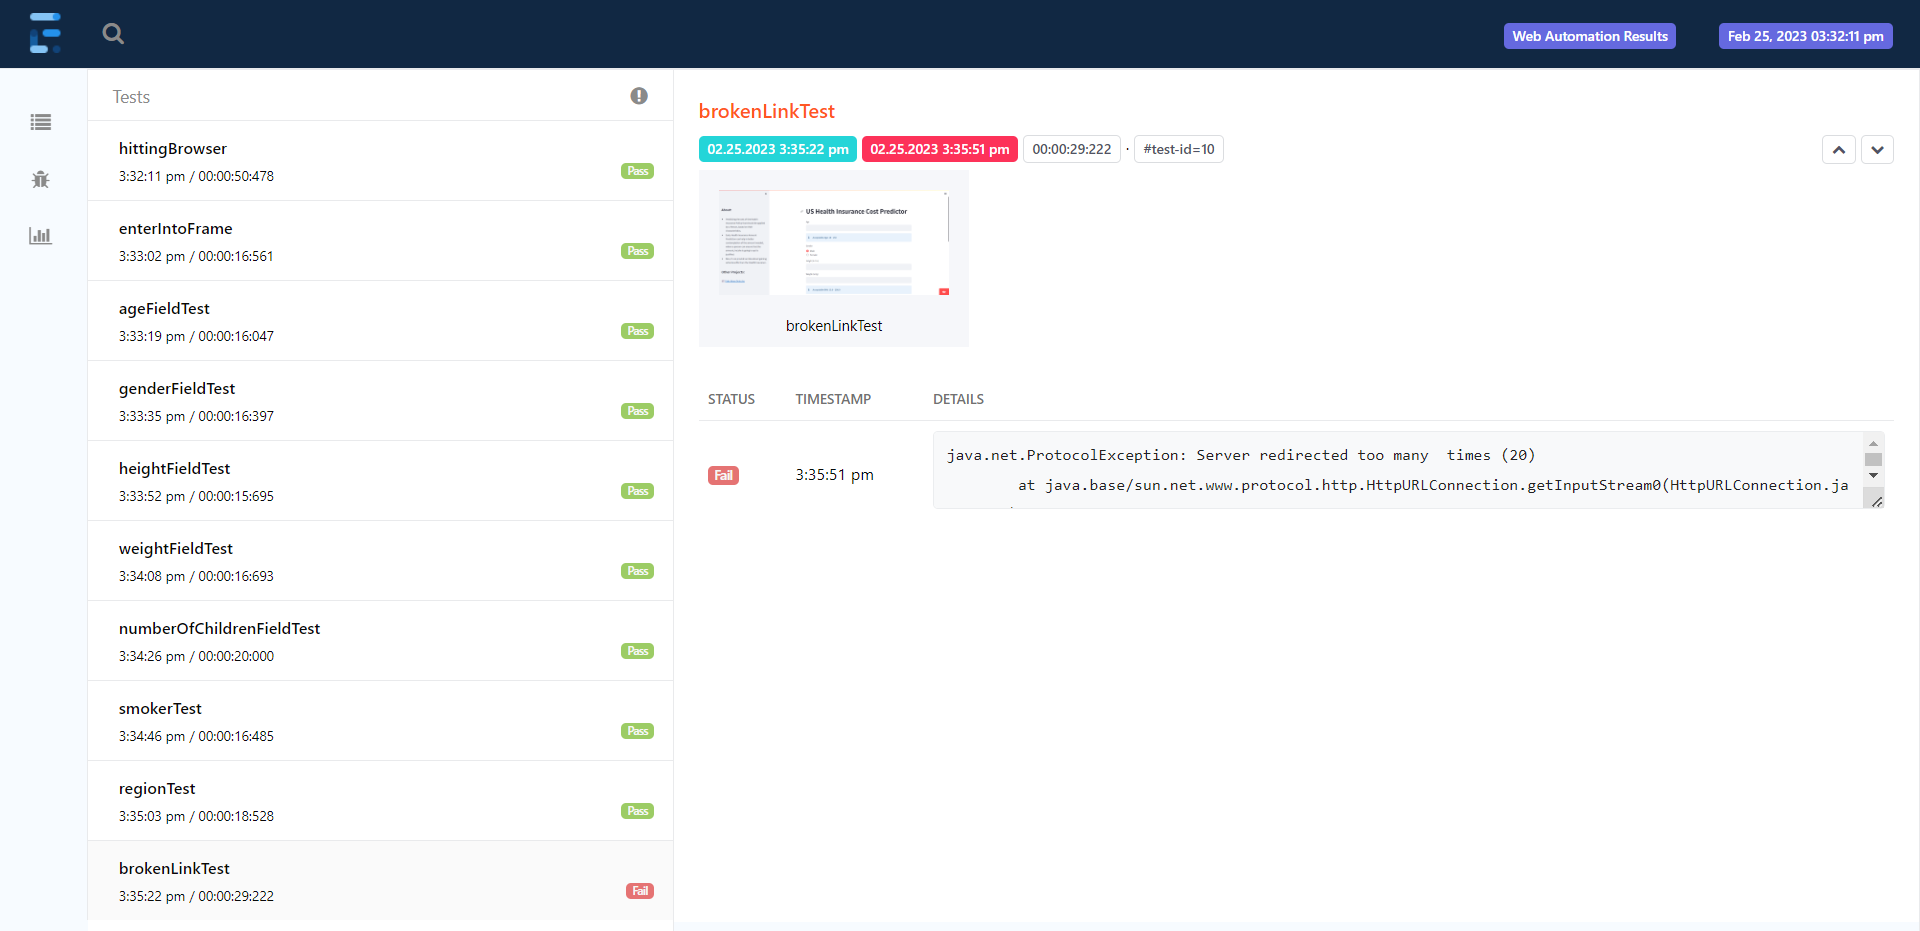 Web Automation Results
Feb 25, 2023 03:32:11 pm
Tests
hittingBrowser
3:32:11 pm / 00:00:50:478
Pass
enterIntoFrame
3:33:02 pm / 00:00:16:561
Pass
ageFieldTest
3:33:19 pm / 00:00:16:047
Pass
genderFieldTest
3:33:35 pm / 00:00:16:397
Pass
heightFieldTest
3:33:52 pm / 00:00:15:695
Pass
weightFieldTest
3:34:08 pm / 00:00:16:693
Pass
numberOfChildrenFieldTest
3:34:26 pm / 00:00:20:000
Pass
smokerTest
3:34:46 pm / 00:00:16:485
Pass
regionTest
3:35:03 pm / 00:00:18:528
Pass
brokenLinkTest
3:35:22 pm / 00:00:29:222
Fail
brokenLinkTest
02.25.2023 3:35:22 pm 02.25.2023 3:35:51 pm 00:00:29:222 · #test-id=10
US Health Insurance Cost Predictor
Other Projects:
brokenLinkTest
STATUS TIMESTAMP DETAILS
Fail 3:35:51 pm
java.net.ProtocolException: Server redirected too many  times (20)
at java.base/sun.net.www.protocol.http.HttpURLConnection.getInputStream0(HttpURLConnection.ja